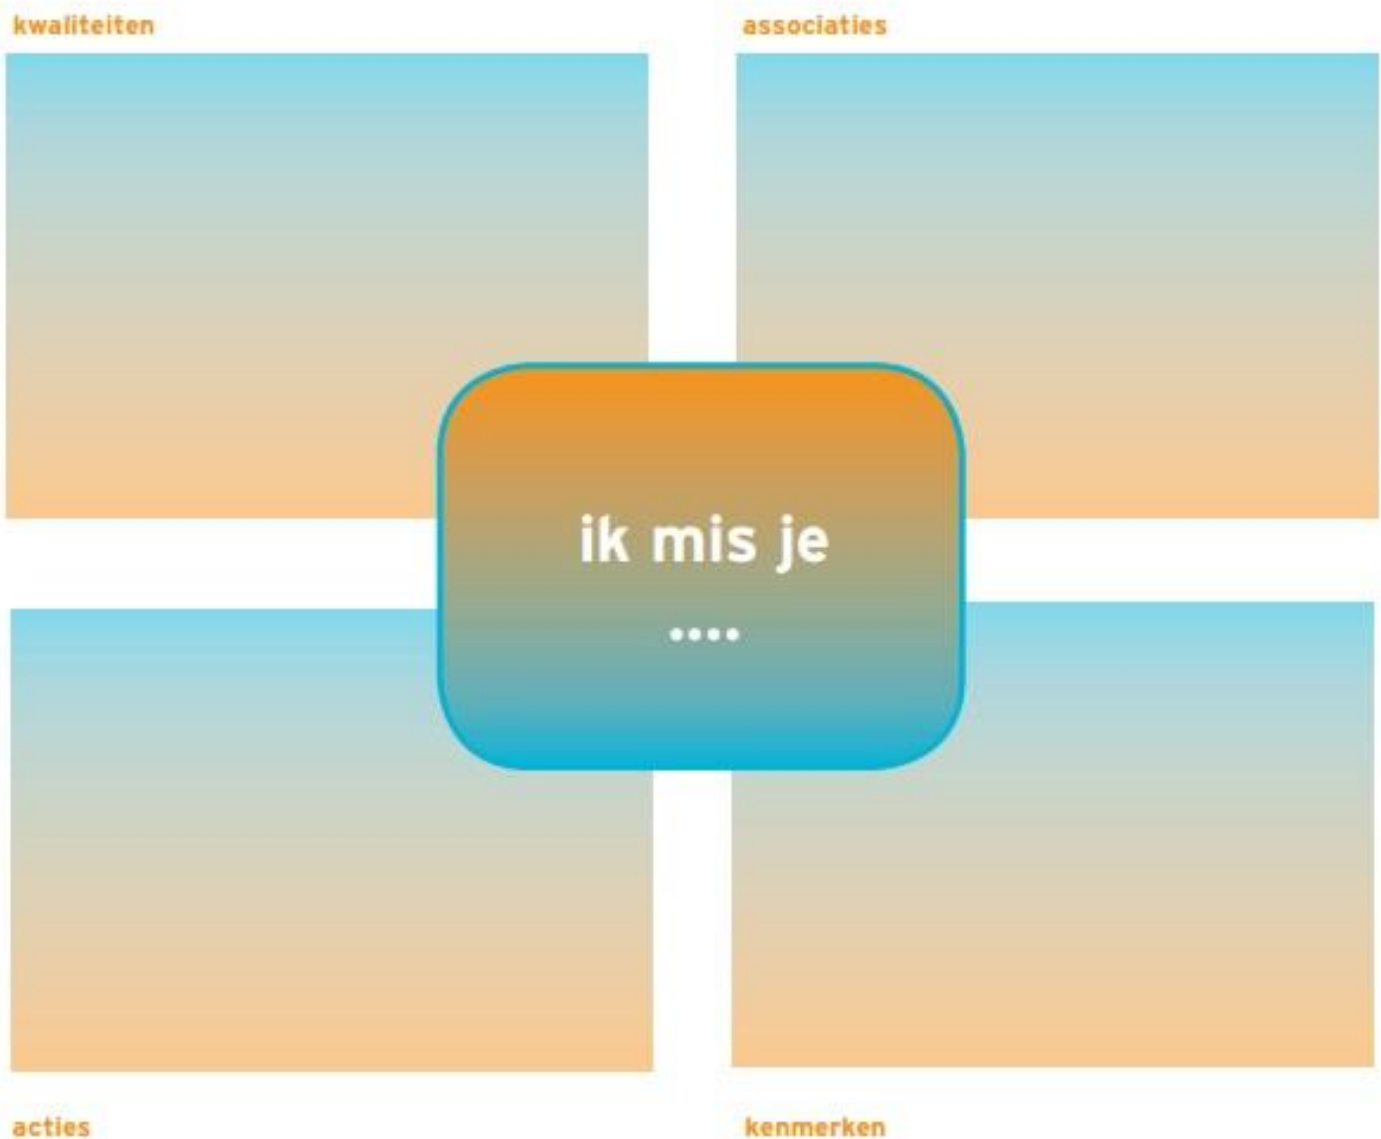 kwaliteiten
associaties
ik mis je
....
acties
kenmerken